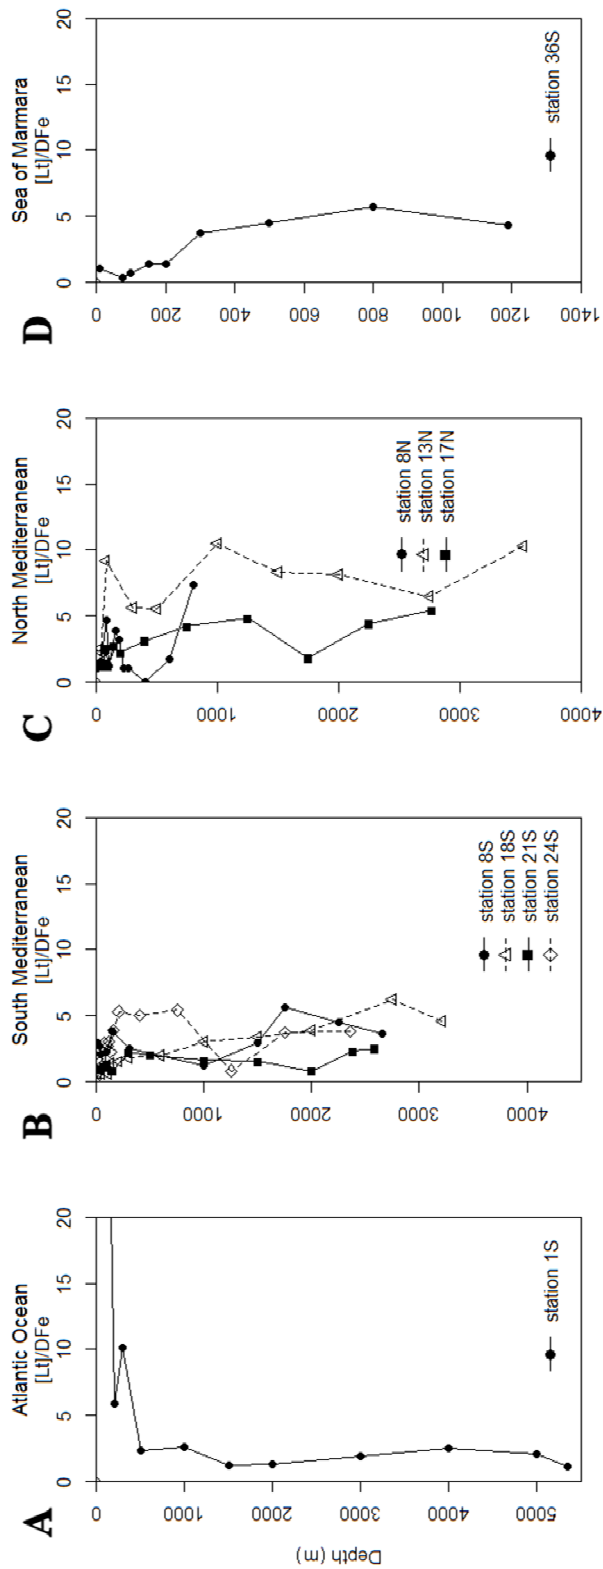 A
Atlantic Ocean
[Lt]/DFe
0 5 10 15 20
Depth (m)
0
1000
2000
3000
4000
5000
station 1S
B
South Mediterranean
[Lt]/DFe
0 5 10 15 20
0
1000
2000
3000
4000
station 8S
station 18S
station 21S
station 24S
C
North Mediterranean
[Lt]/DFe
0 5 10 15 20
0
1000
2000
3000
4000
station 8N
station 13N
station 17N
D
Sea of Marmara
[Lt]/DFe
0 5 10 15 20
0
200
400
600
800
1000
1200
1400
station 36S